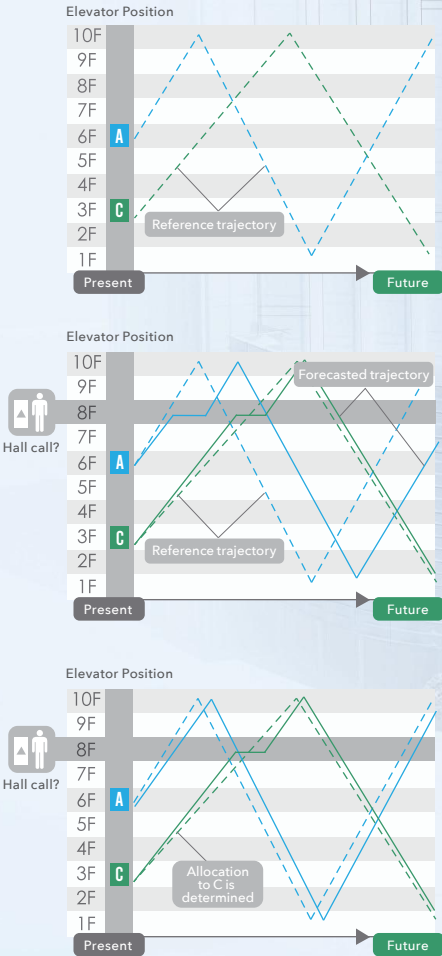 Elevator Position
10F
9F
8F
7F
6F A
5F
4F
3F C
2F
1F
Reference trajectory
Present
Future
Elevator Position
10F
Forecasted trajectory
9F
8F
Hall call?
7F
6F A
5F
4F
3F C
2F
Reference trajectory
1F
Present
Future
Elevator Position
10F
9F
8F
Hall call?
7F
6F A
5F
4F
3F C
Allocation
to C is
determined
2F
1F
Present
Future